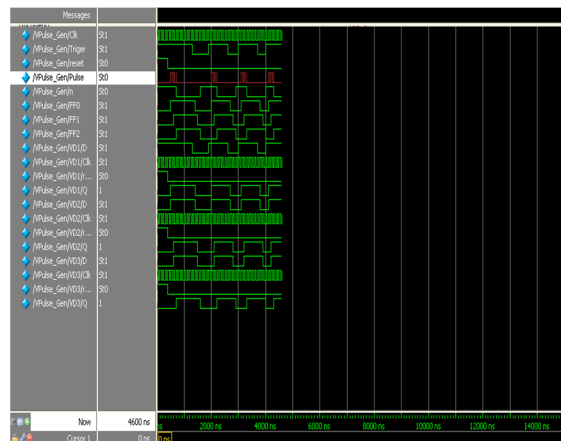 Messages
/VPulse_Gen/Clk St1
/VPulse_Gen/Triger St1
/VPulse_Gen/reset St0
/VPulse_Gen/Pulse St0
/VPulse_Gen/n St0
/VPulse_Gen/FF0 St1
/VPulse_Gen/FF1 St1
/VPulse_Gen/FF2 St1
/VPulse_Gen/VD1/D St1
/VPulse_Gen/VD1/Clk St1
/VPulse_Gen/VD1/r... St0
/VPulse_Gen/VD1/Q 1
/VPulse_Gen/VD2/D St1
/VPulse_Gen/VD2/Clk St1
/VPulse_Gen/VD2/r... St0
/VPulse_Gen/VD2/Q 1
/VPulse_Gen/VD3/D St1
/VPulse_Gen/VD3/Clk St1
/VPulse_Gen/VD3/r... St0
/VPulse_Gen/VD3/Q 1
Now 4600 ns ns 2000 ns 4000 ns 6000 ns 8000 ns 10000 ns 12000 ns 14000 ns
Cursor 1 0 ns 0 ns